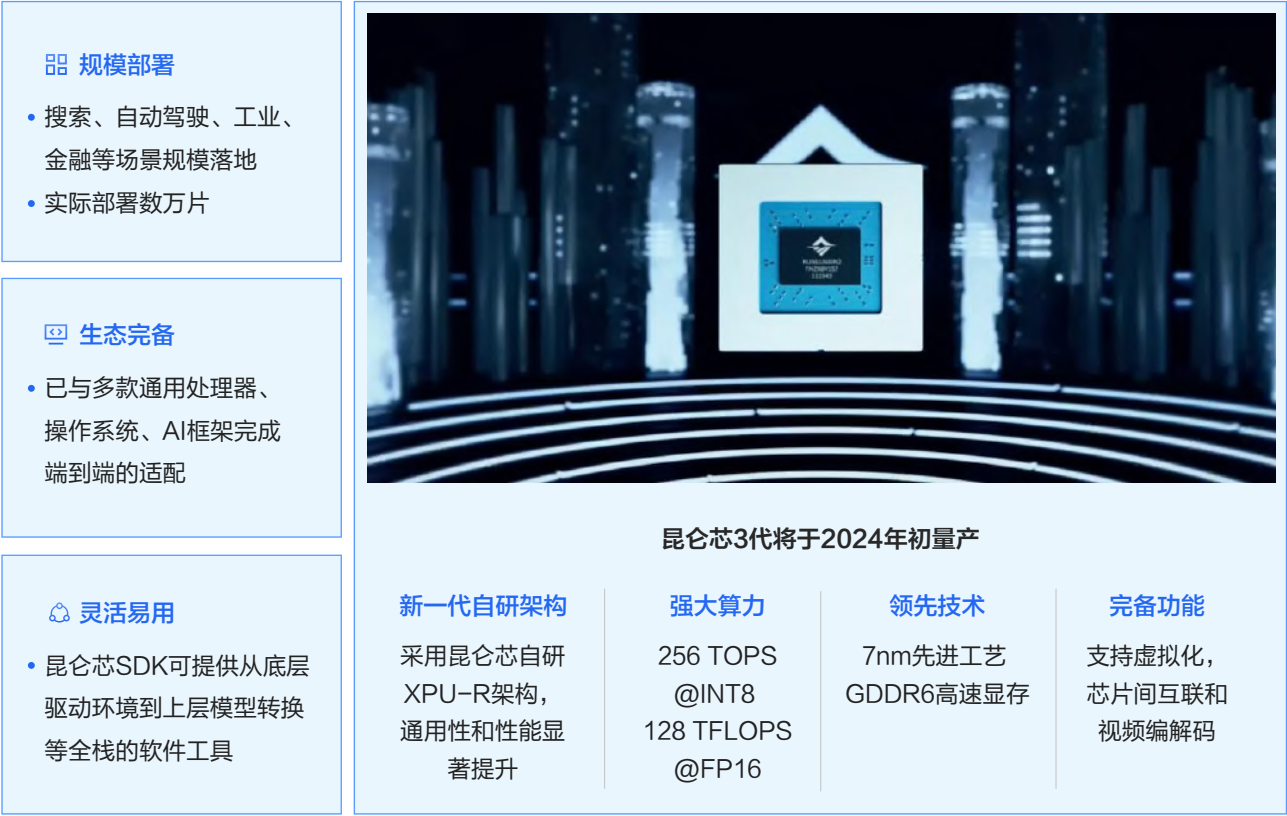 规模部署
• 搜索、自动驾驶、工业、
金融等场景规模落地
• 实际部署数万片
生态完备
• 已与多款通用处理器、
操作系统、AI框架完成
端到端的适配
灵活易用
• 昆仑芯SDK可提供从底层
驱动环境到上层模型转换
等全栈的软件工具
昆仑芯3代将于2024年初量产
新一代自研架构
采用昆仑芯自研
XPU-R架构，
通用性和性能显
著提升
强大算力
256 TOPS
@INT8
128 TFLOPS
@FP16
领先技术
7nm先进工艺
GDDR6高速显存
完备功能
支持虚拟化，
芯片间互联和
视频编解码